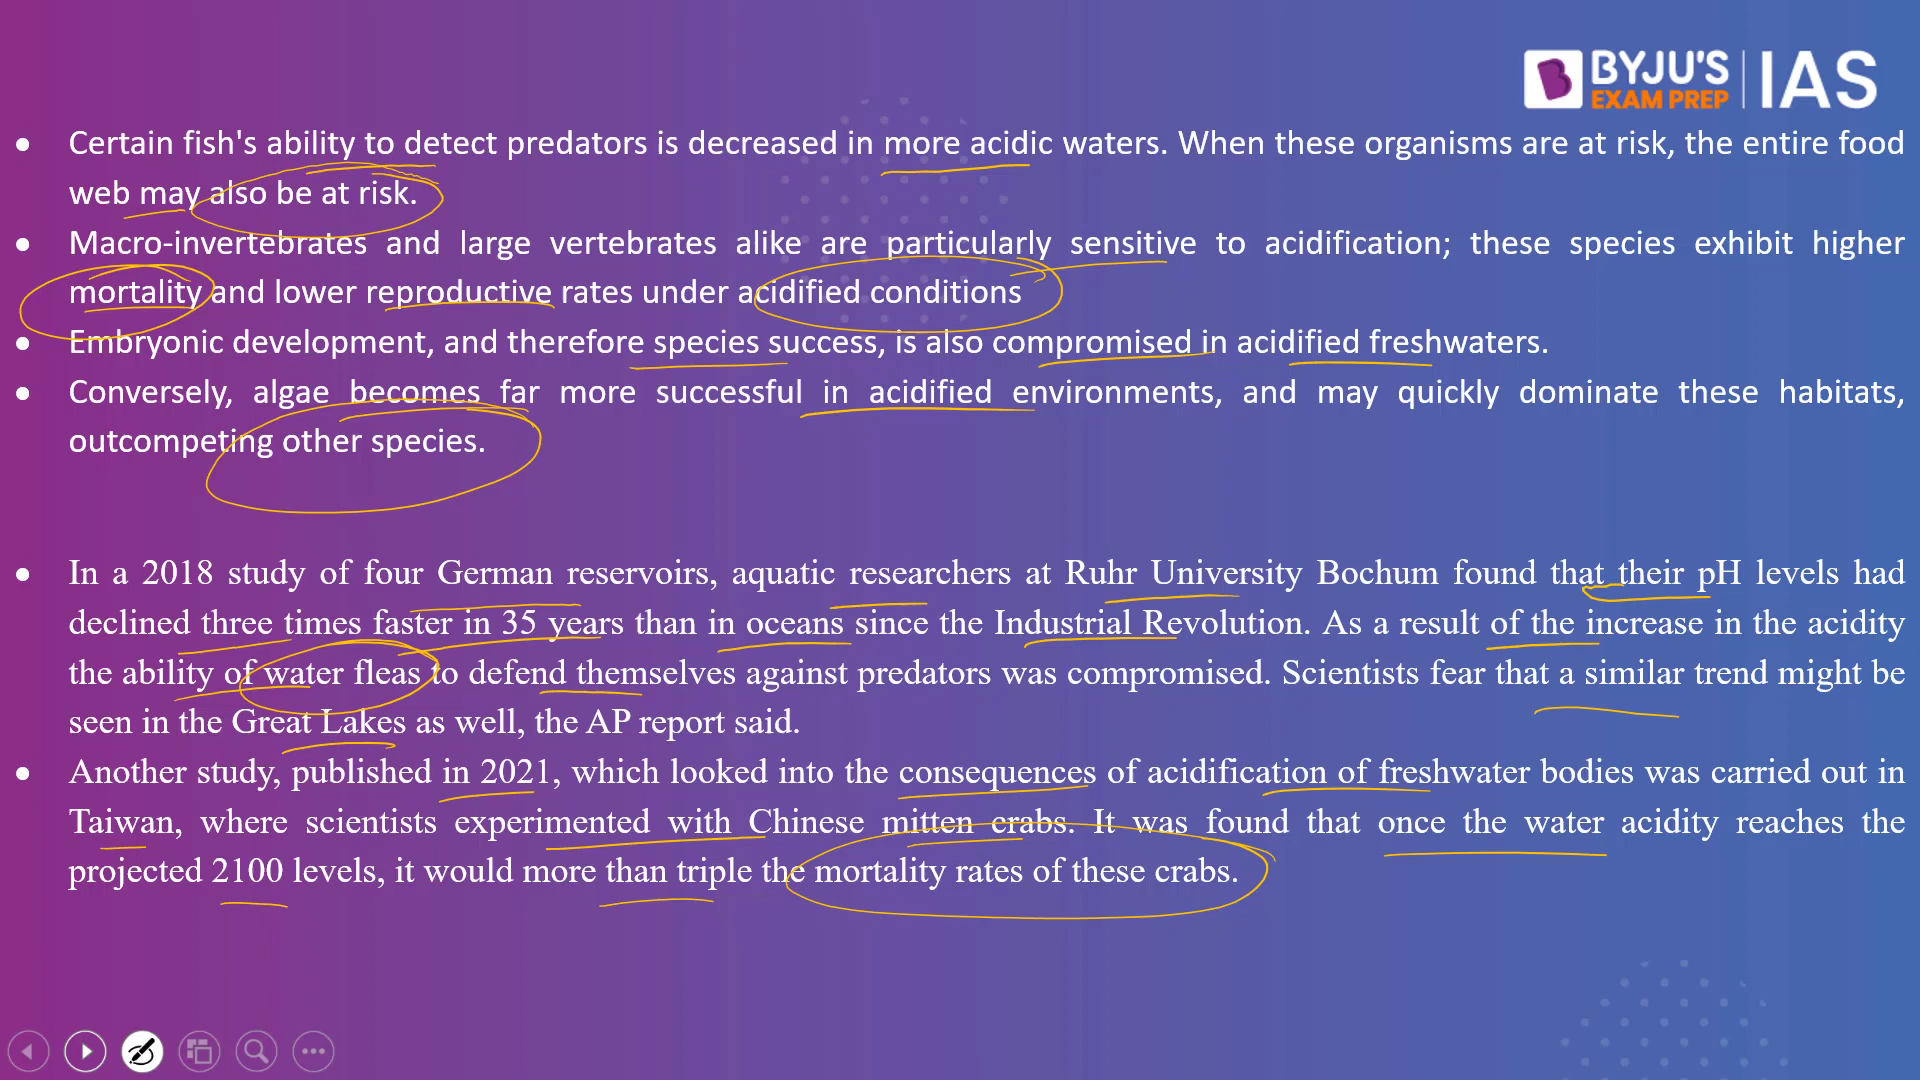 BYJU'S IAS
EXAM PREP
● Certain fish's ability to detect predators is decreased in more acidic waters. When these organisms are at risk, the entire food
web may also be at risk.
● Macro-invertebrates and large vertebrates alike are particularly sensitive to acidification; these species exhibit higher
mortality and lower reproductive rates under acidified conditions
● Embryonic development, and therefore species success, is also compromised in acidified freshwaters.
● Conversely, algae becomes far more successful in acidified environments, and may quickly dominate these habitats,
outcompeting other species.
● In a 2018 study of four German reservoirs, aquatic researchers at Ruhr University Bochum found that their pH levels had
declined three times faster in 35 years than in oceans since the Industrial Revolution. As a result of the increase in the acidity
the ability of water fleas to defend themselves against predators was compromised. Scientists fear that a similar trend might be
seen in the Great Lakes as well, the AP report said.
● Another study, published in 2021, which looked into the consequences of acidification of freshwater bodies was carried out in
Taiwan, where scientists experimented with Chinese mitten crabs. It was found that once the water acidity reaches the
projected 2100 levels, it would more than triple the mortality rates of these crabs.